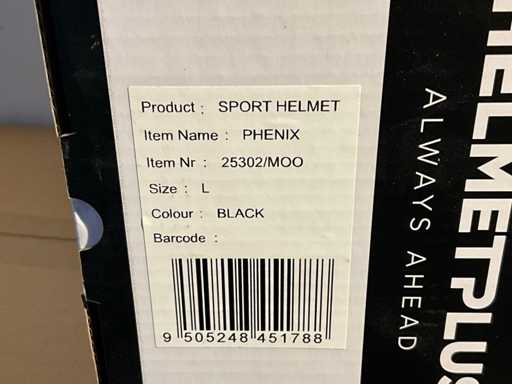 Product : SPORT HELMET
Item Name : PHENIX
Item Nr : 25302/MOO
Size : L
Colour : BLACK
Barcode :
9 505248 451788
HELMETPLUS
ALWAYS AHEAD